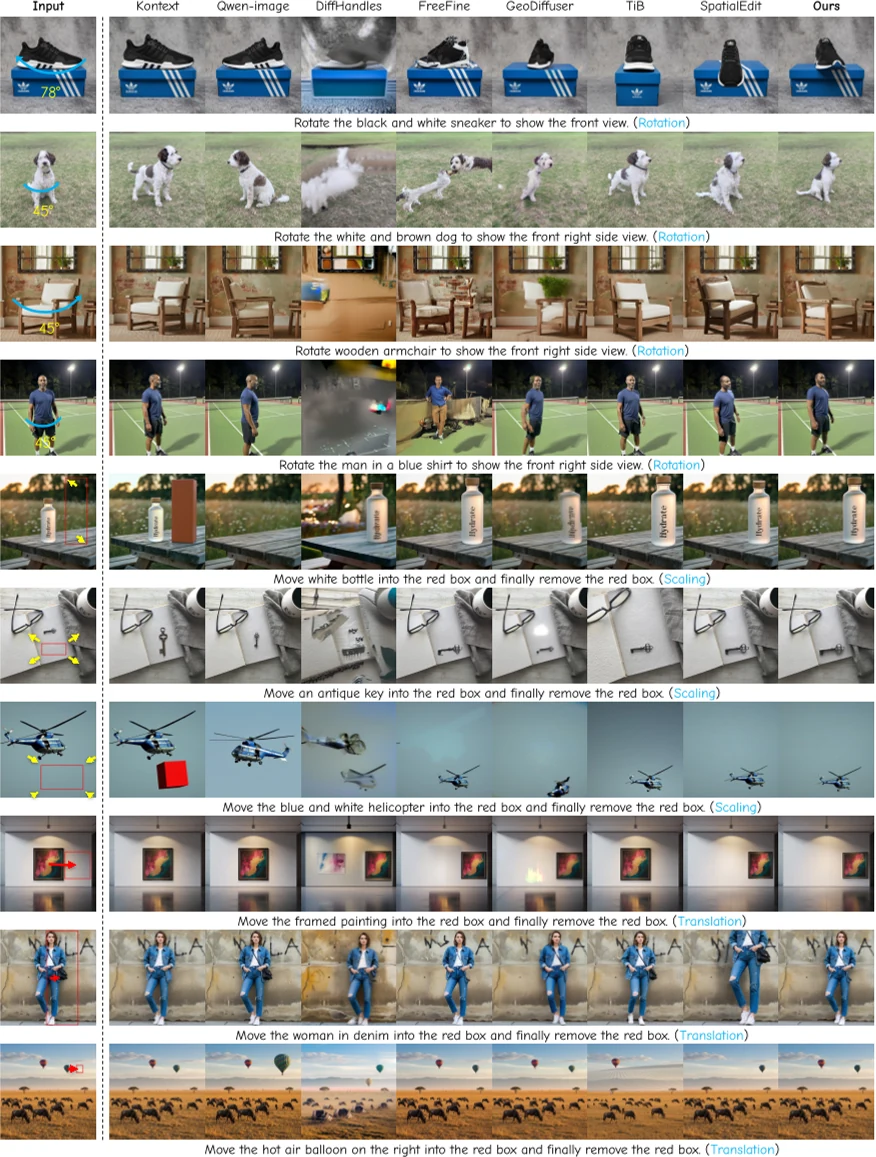 Input Kontext Qwen-image DiffHandles FreeFine GeoDiffuser TiB SpatialEdit Ours
78°
Rotate the black and white sneaker to show the front view. (Rotation)
45°
Rotate the white and brown dog to show the front right side view. (Rotation)
45°
Rotate wooden armchair to show the front right side view. (Rotation)
Rotate the man in a blue shirt to show the front right side view. (Rotation)
Hydrate Hydrate Hydrate Hydrate Hydrate Hydrate
Move white bottle into the red box and finally remove the red box. (Scaling)
Move an antique key into the red box and finally remove the red box. (Scaling)
Move the blue and white helicopter into the red box and finally remove the red box. (Scaling)
Move the framed painting into the red box and finally remove the red box. (Translation)
Move the woman in denim into the red box and finally remove the red box. (Translation)
Move the hot air balloon on the right into the red box and finally remove the red box. (Translation)